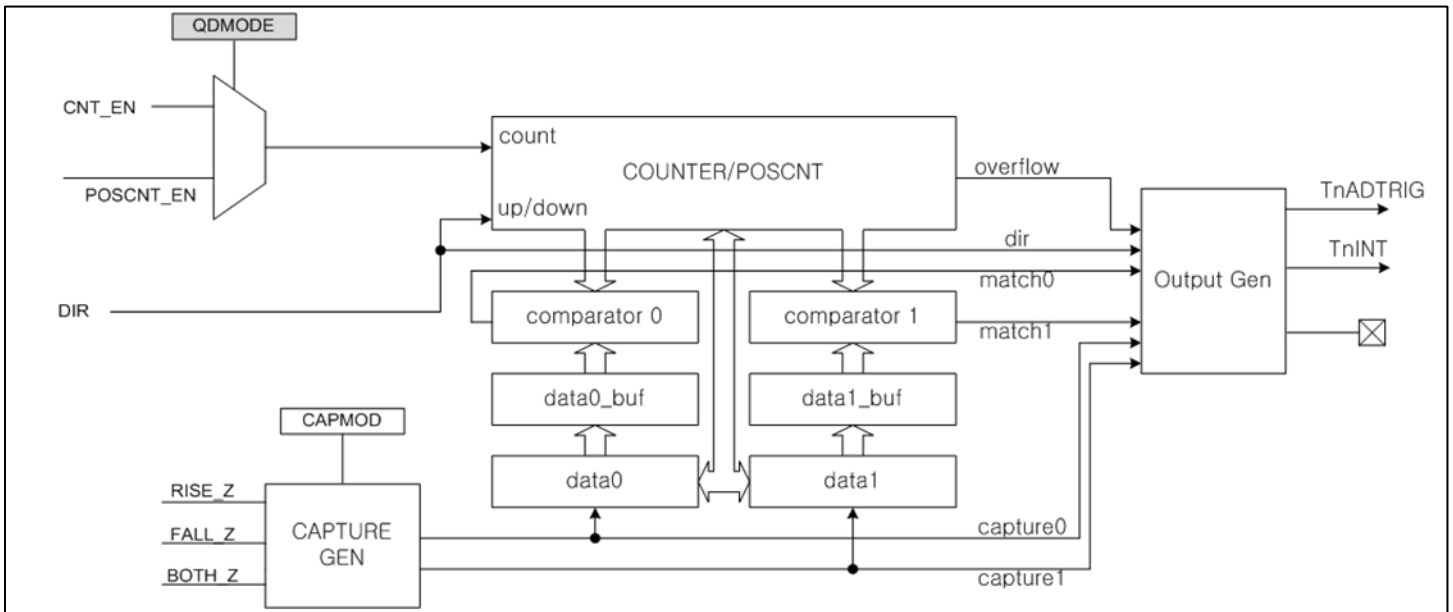 QDMODE
CNT_EN
POSCNT_EN
count
COUNTER/POSCNT
up/down
overflow
dir
match0
match1
TnADTRIG
TnINT
Output Gen
DIR
comparator 0
comparator 1
data0_buf
data1_buf
data0
data1
CAPMOD
RISE_Z
FALL_Z
BOTH_Z
CAPTURE
GEN
capture0
capture1